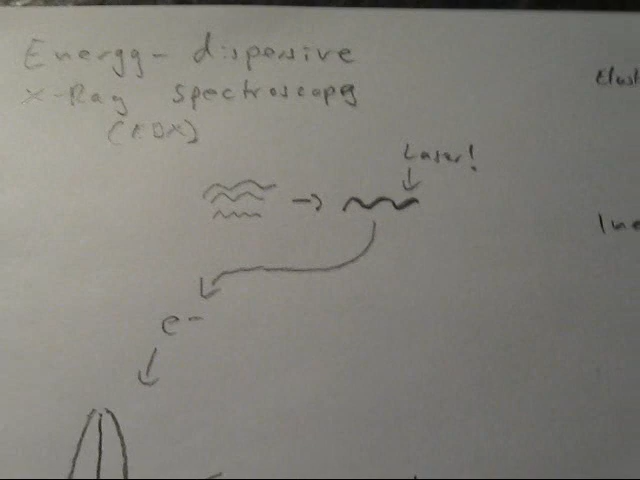 Energy-dispersive
X-Ray Spectroscopy
(EDX)
Laser!
e-